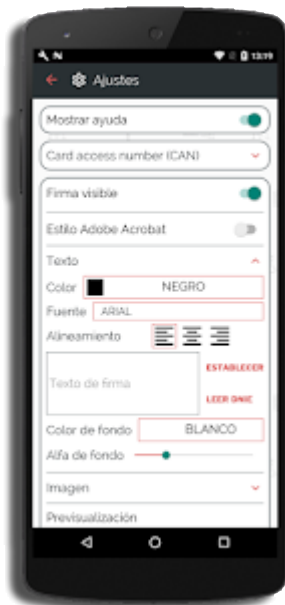 13:19
Ajustes
Mostrar ayuda
Card access number (CAN)
Firma visible
Estilo Adobe Acrobat
Texto
Color NEGRO
Fuente ARIAL
Alineamiento
ESTABLECER
Texto de firma
LEER DNIE
Color de fondo BLANCO
Alfa de fondo
Imagen
Previsualización